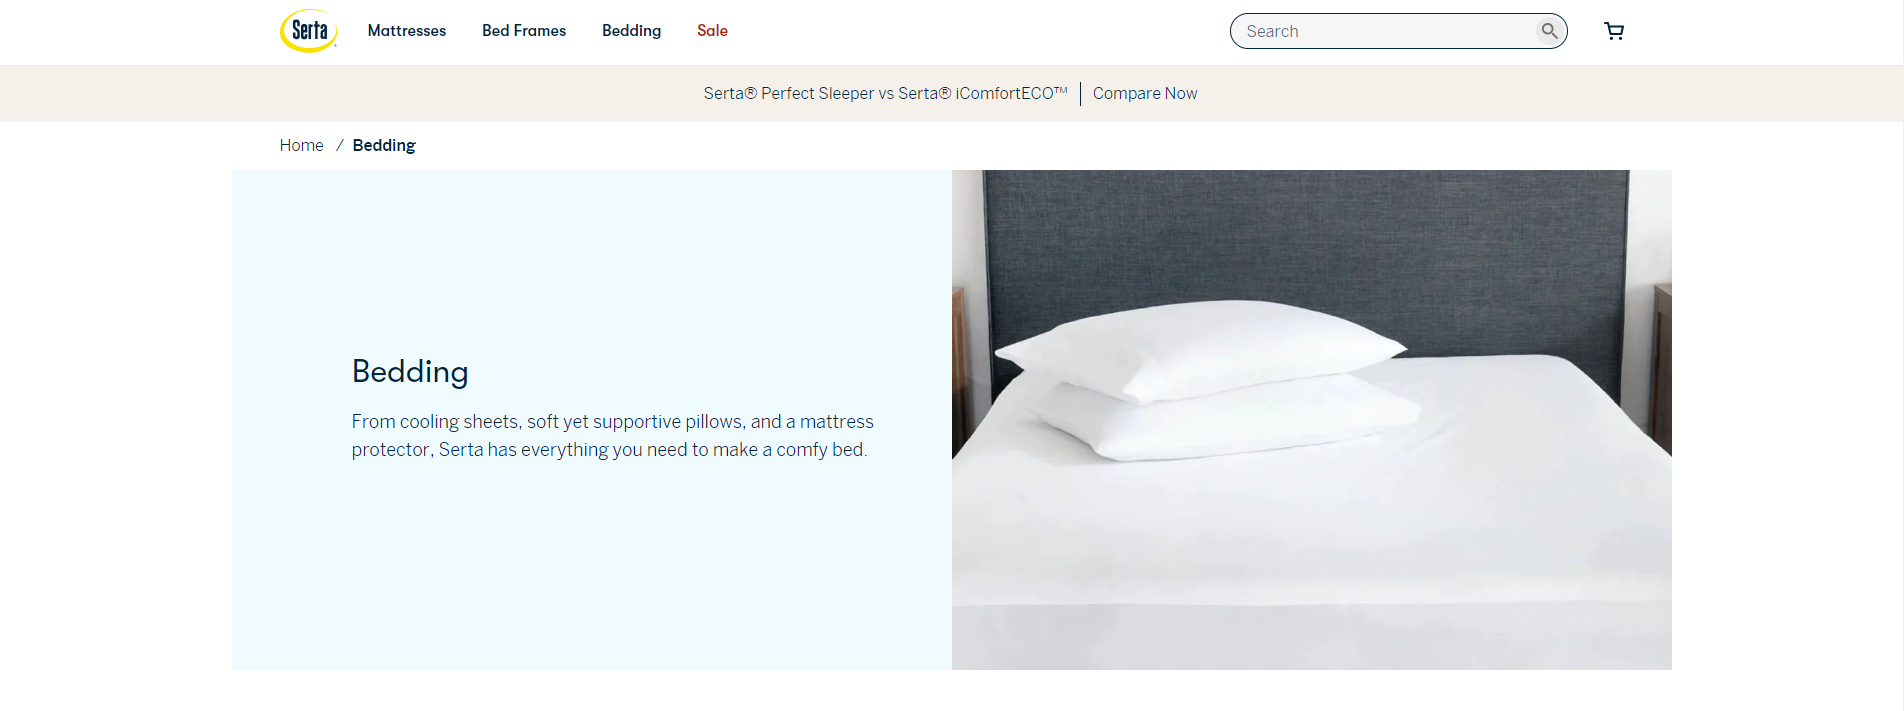 Serta
Mattresses
Bed Frames
Bedding
Sale
Search
Serta® Perfect Sleeper vs Serta® iComfortECO™ | Compare Now
Home / Bedding
Bedding
From cooling sheets, soft yet supportive pillows, and a mattress
protector, Serta has everything you need to make a comfy bed.